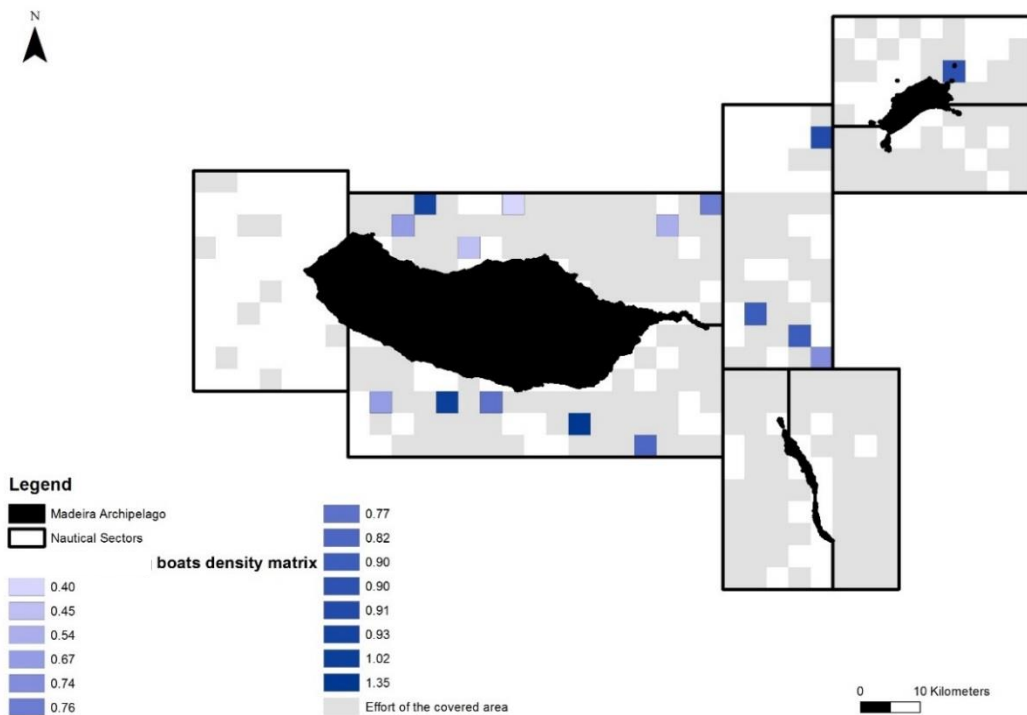 N
Legend
Madeira Archipelago
Nautical Sectors
boats density matrix
0.40
0.45
0.54
0.67
0.74
0.76
0.77
0.82
0.90
0.90
0.91
0.93
1.02
1.35
Effort of the covered area
0 10 Kilometers